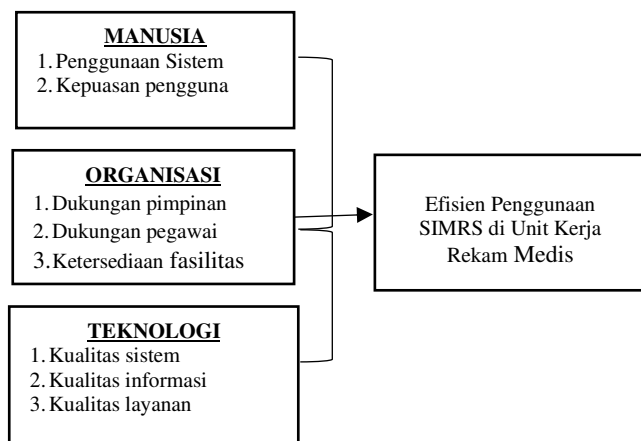 MANUSIA
1. Penggunaan Sistem
2. Kepuasan pengguna
ORGANISASI
1. Dukungan pimpinan
2. Dukungan pegawai
3. Ketersediaan fasilitas
TEKNOLOGI
1. Kualitas sistem
2. Kualitas informasi
3. Kualitas layanan
Efisien Penggunaan
SIMRS di Unit Kerja
Rekam Medis